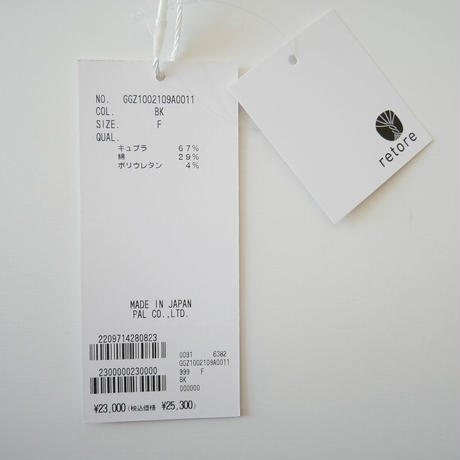 NO. GGZ1002109A0011
COL. BK
SIZE. F
QUAL.
キュプラ 67%
綿 29%
ポリウレタン 4%
MADE IN JAPAN
PAL CO.,LTD.
2209714280823
2300000230000
0091 6382
GGZ1002109A0011
999 F
BK
000000
¥23,000 (税込価格 ¥25,300)
retore